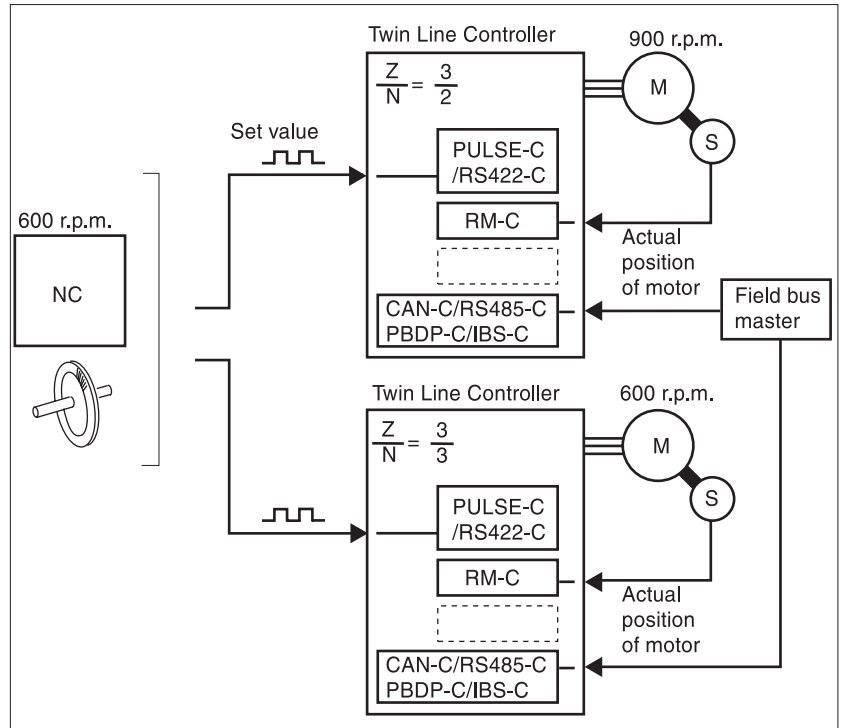 Twin Line Controller
900 r.p.m.
Z
N
=
3
2
M
Set value
PULSE-C
/RS422-C
S
600 r.p.m.
RM-C
NC
Actual
position
of motor
CAN-C/RS485-C
PBDP-C/IBS-C
Field bus
master
Twin Line Controller
600 r.p.m.
Z
N
=
3
3
M
PULSE-C
/RS422-C
S
RM-C
Actual
position
of motor
CAN-C/RS485-C
PBDP-C/IBS-C